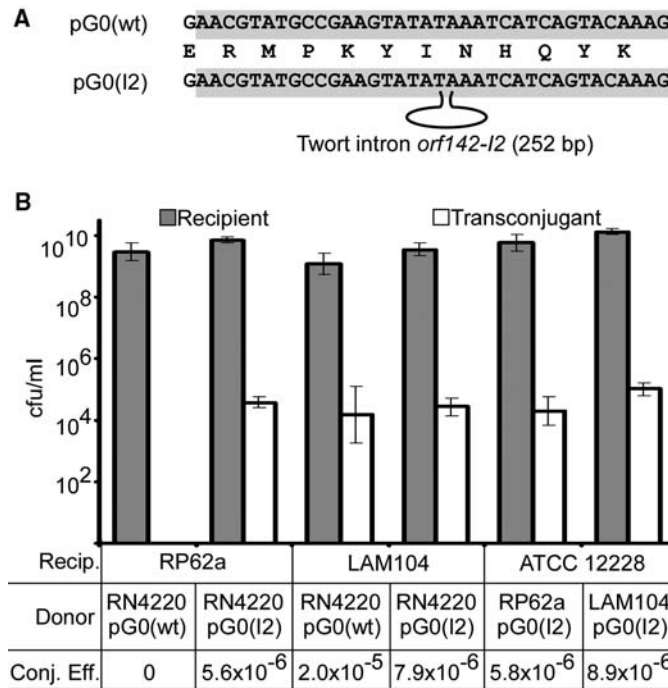 A
pG0(wt) GAACGTATGCCGAAGTATATAAATCATCAGTACAAAG
E R M P K Y I N H Q Y K
pG0(I2) GAACGTATGCCGAAGTATATAAATCATCAGTACAAAG
Twort intron orf142-I2 (252 bp)
B
Recipient Transconjugant
10^10
10^8
10^6
10^4
10^2
cfu/ml
Recip. RP62a LAM104 ATCC 12228
Donor RN4220 pG0(wt) RN4220 pG0(I2) RN4220 pG0(wt) RN4220 pG0(I2) RP62a pG0(I2) LAM104 pG0(I2)
Conj. Eff. 0 5.6x10^-6 2.0x10^-5 7.9x10^-6 5.8x10^-6 8.9x10^-6